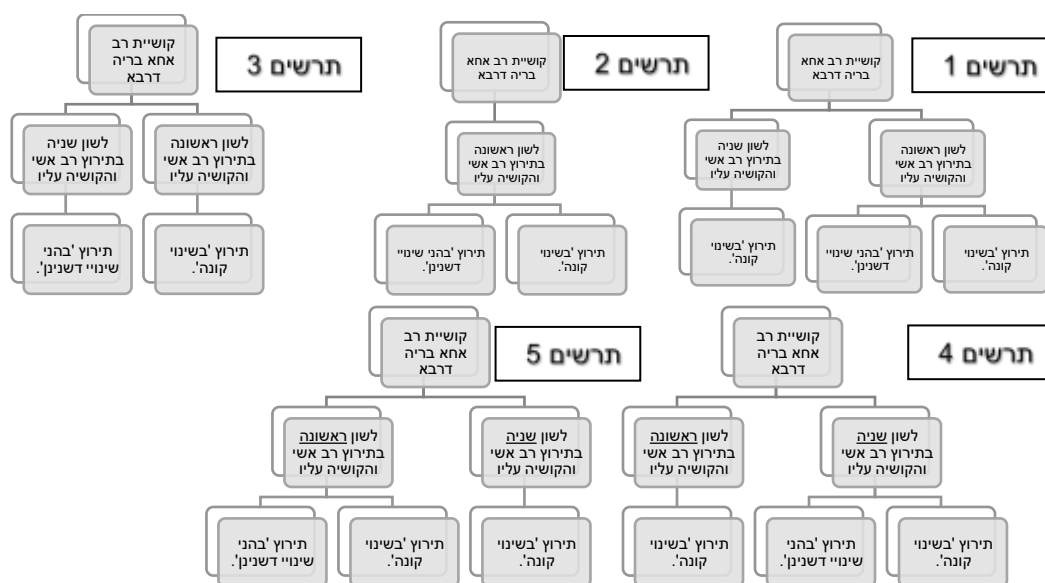 תרשים 1
קושיית רב אחא
בריה דרבא
לשון ראשונה
בתירוץ רב אשי
והקושיה עליו
לשון שניה
בתירוץ רב אשי
והקושיה עליו
תירוץ 'בשינוי
קונה'.
תירוץ 'בהני שינויי
דשנינן'.
תירוץ 'בשינוי
קונה'.
תרשים 2
קושיית רב אחא
בריה דרבא
לשון ראשונה
בתירוץ רב אשי
והקושיה עליו
תירוץ 'בשינוי
קונה'.
תירוץ 'בהני שינויי
דשנינן'.
תרשים 3
קושיית רב
אחא בריה
דרבא
לשון ראשונה
בתירוץ רב אשי
והקושיה עליו
לשון שניה
בתירוץ רב אשי
והקושיה עליו
תירוץ 'בשינוי
קונה'.
תירוץ 'בהני
שינויי דשנינן'.
תרשים 4
קושיית רב
אחא בריה
דרבא
לשון שניה
בתירוץ רב אשי
והקושיה עליו
לשון ראשונה
בתירוץ רב אשי
והקושיה עליו
תירוץ 'בשינוי
קונה'.
תירוץ 'בהני
שינויי דשנינן'.
תירוץ 'בשינוי
קונה'.
תרשים 5
קושיית רב
אחא בריה
דרבא
לשון שניה
בתירוץ רב אשי
והקושיה עליו
לשון ראשונה
בתירוץ רב אשי
והקושיה עליו
תירוץ 'בשינוי
קונה'.
תירוץ 'בשינוי
קונה'.
תירוץ 'בהני
שינויי דשנינן'.